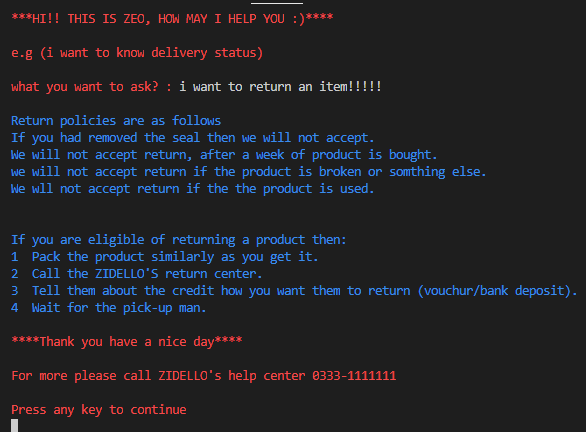 ***HI!! THIS IS ZEO, HOW MAY I HELP YOU :)****
e.g (i want to know delivery status)
what you want to ask? : i want to return an item!!!!!
Return policies are as follows
If you had removed the seal then we will not accept.
We will not accept return, after a week of product is bought.
we will not accept return if the product is broken or somthing else.
We wll not accept return if the the product is used.
If you are eligible of returning a product then:
1  Pack the product similarly as you get it.
2  Call the ZIDELLO'S return center.
3  Tell them about the credit how you want them to return (vouchur/bank deposit).
4  Wait for the pick-up man.
****Thank you have a nice day****
For more please call ZIDELLO's help center 0333-1111111
Press any key to continue